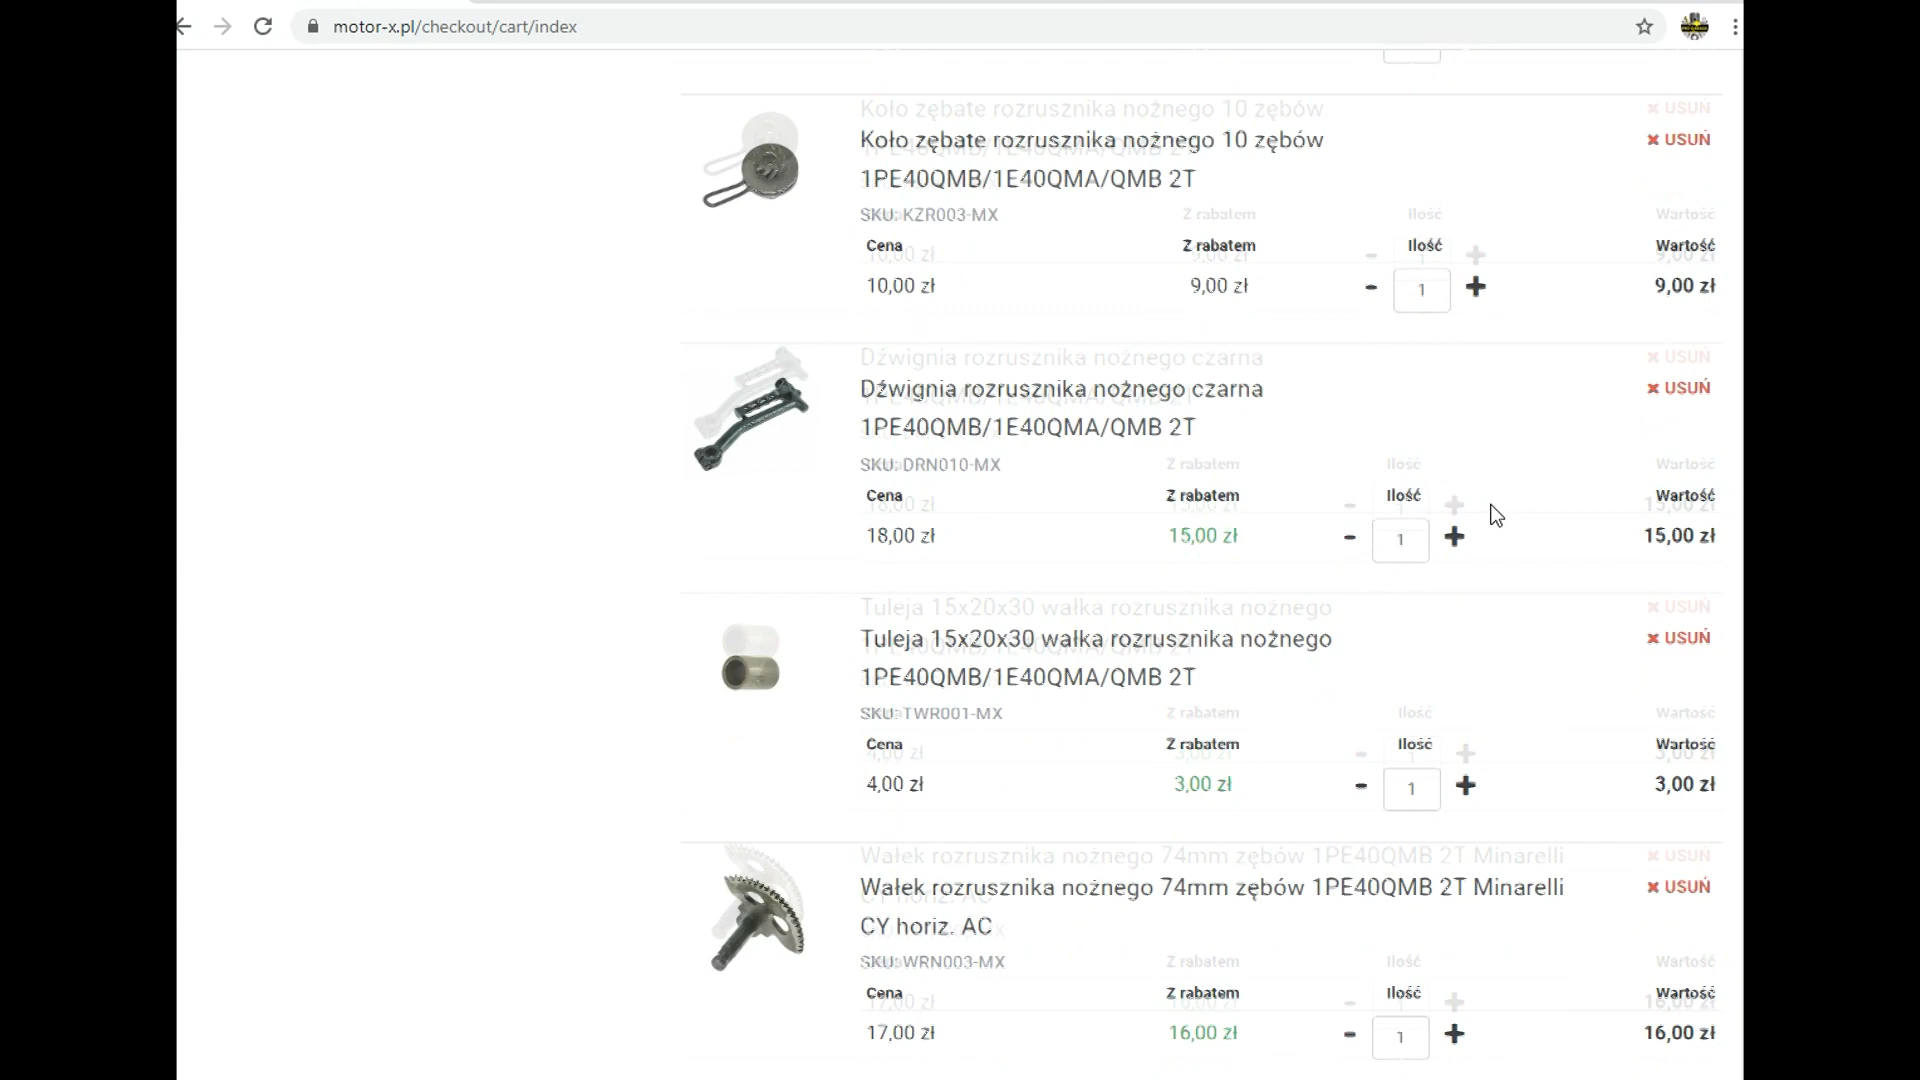 motor-x.pl/checkout/cart/index
Koło zębate rozrusznika nożnego 10 zębów
1PE40QMB/1E40QMA/QMB 2T
✖ USUŃ
SKU: KZR003-MX
Cena Z rabatem Ilość Wartość
10,00 zł 9,00 zł - 1 + 9,00 zł
Dźwignia rozrusznika nożnego czarna
1PE40QMB/1E40QMA/QMB 2T
✖ USUŃ
SKU: DRN010-MX
Cena Z rabatem Ilość Wartość
18,00 zł 15,00 zł - 1 + 15,00 zł
Tuleja 15x20x30 wałka rozrusznika nożnego
1PE40QMB/1E40QMA/QMB 2T
✖ USUŃ
SKU: TWR001-MX
Cena Z rabatem Ilość Wartość
4,00 zł 3,00 zł - 1 + 3,00 zł
Wałek rozrusznika nożnego 74mm zębów 1PE40QMB 2T Minarelli
CY horiz. AC
✖ USUŃ
SKU: WRN003-MX
Cena Z rabatem Ilość Wartość
17,00 zł 16,00 zł - 1 + 16,00 zł